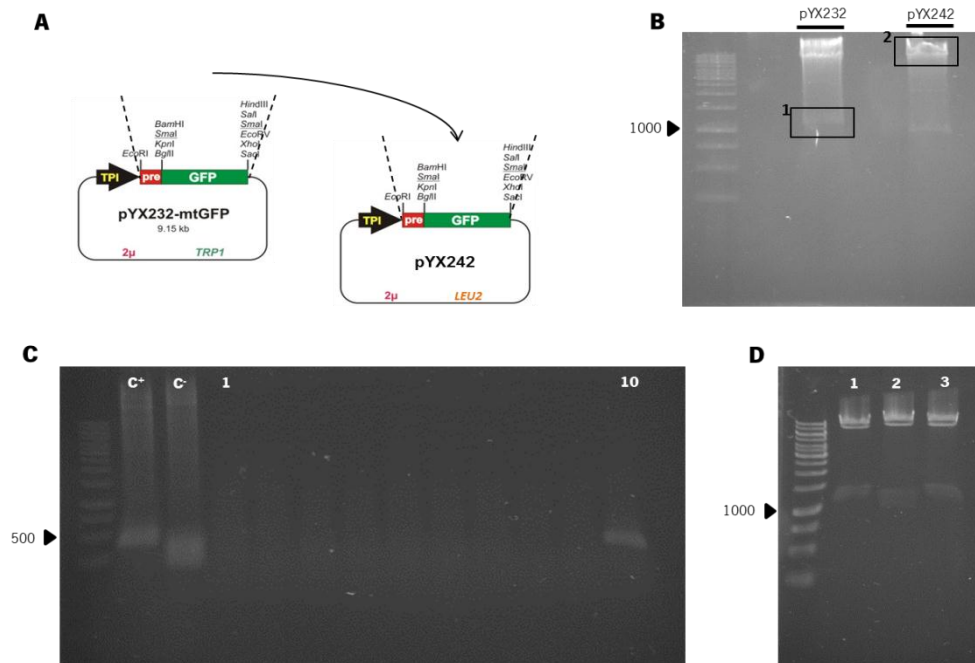 A
HindIII
SalI
SmaI
EcoRV
XhoI
SacI
BamHI
SmaI
KpnI
BglII
EcoRI
TPI
pre
GFP
pYX232-mtGFP
9.15 kb
2µ
TRP1
HindIII
SalI
SmaI
EcoRV
XhoI
SacI
BamHI
SmaI
KpnI
BglII
EcoRI
TPI
pre
GFP
pYX242
2µ
LEU2
B
pYX232
pYX242
2
1
1000
C
C+
C-
1
10
500
D
1
2
3
1000